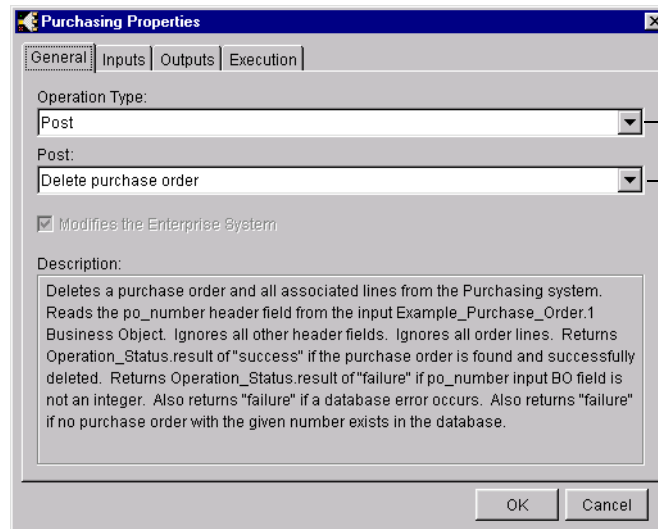 Purchasing Properties
General Inputs Outputs Execution
Operation Type:
Post
Post:
Delete purchase order
Modifies the Enterprise System
Description:
Deletes a purchase order and all associated lines from the Purchasing system.
Reads the po_number header field from the input Example_Purchase_Order.1
Business Object. Ignores all other header fields. Ignores all order lines. Returns
Operation_Status.result of "success" if the purchase order is found and successfully
deleted. Returns Operation_Status.result of "failure" if po_number input BO field is
not an integer. Also returns "failure" if a database error occurs. Also returns "failure"
if no purchase order with the given number exists in the database.
OK Cancel